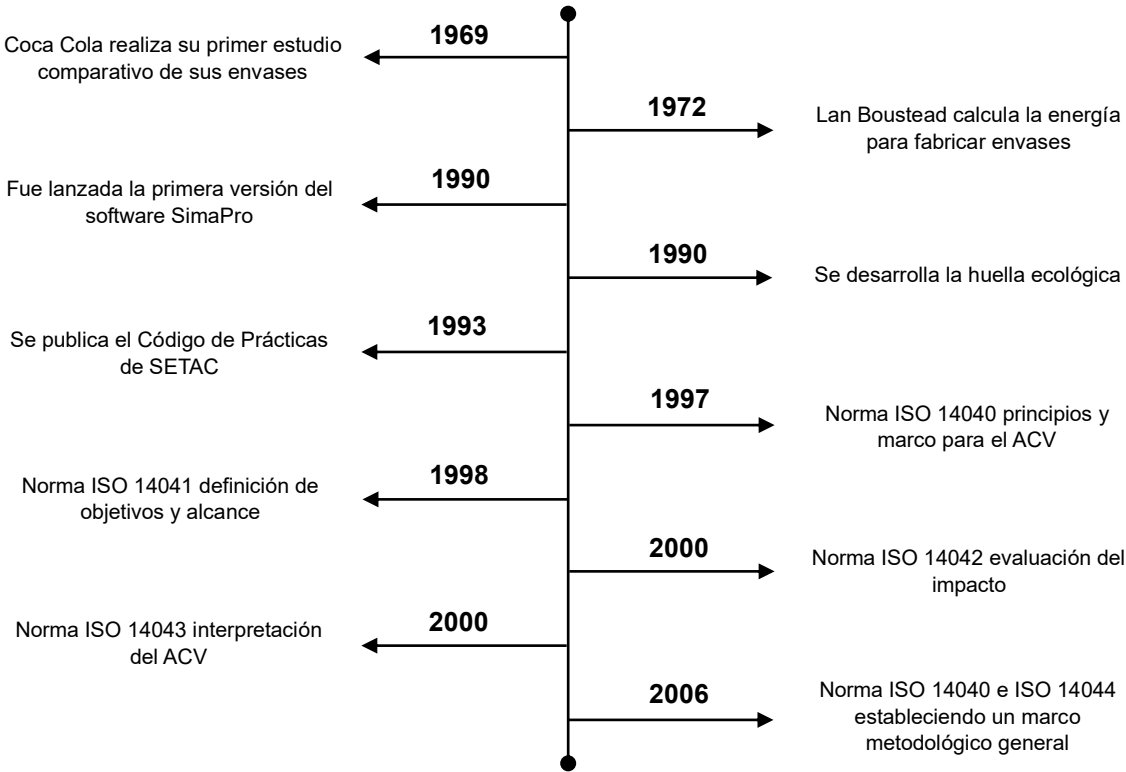 1969
Coca Cola realiza su primer estudio
comparativo de sus envases
1972
Lan Boustead calcula la energía
para fabricar envases
1990
Fue lanzada la primera versión del
software SimaPro
1990
Se desarrolla la huella ecológica
1993
Se publica el Código de Prácticas
de SETAC
1997
Norma ISO 14040 principios y
marco para el ACV
1998
Norma ISO 14041 definición de
objetivos y alcance
2000
Norma ISO 14042 evaluación del
impacto
2000
Norma ISO 14043 interpretación
del ACV
2006
Norma ISO 14040 e ISO 14044
estableciendo un marco
metodológico general